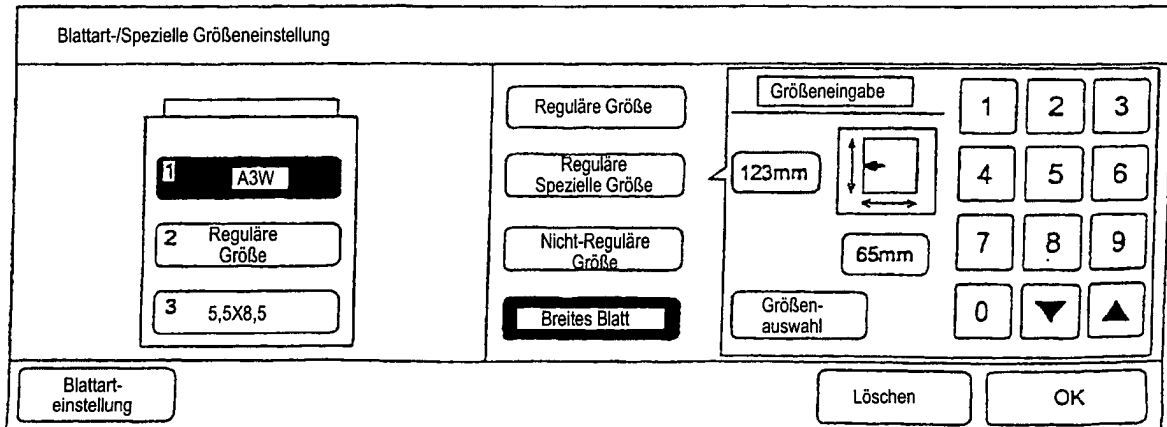 Blattart-/Spezielle Größeneinstellung
1 A3W
2 Reguläre
Größe
3 5,5X8,5
Reguläre Größe
Reguläre
Spezielle Größe
Nicht-Reguläre
Größe
Breites Blatt
Größeneingabe
123mm
65mm
Größen-
auswahl
1 2 3
4 5 6
7 8 9
0
Blattart-
einstellung
Löschen
OK